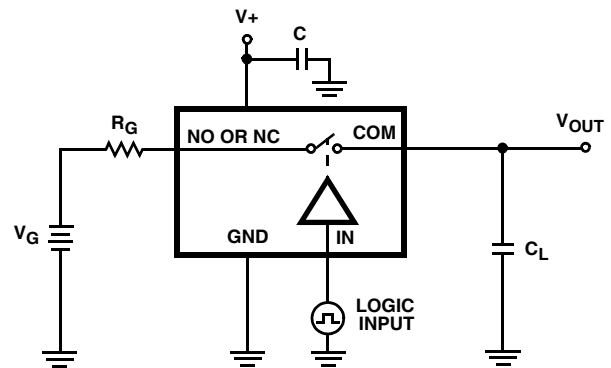 V+
C
RG
NO OR NC
COM
VOUT
VG
GND
IN
CL
LOGIC
INPUT